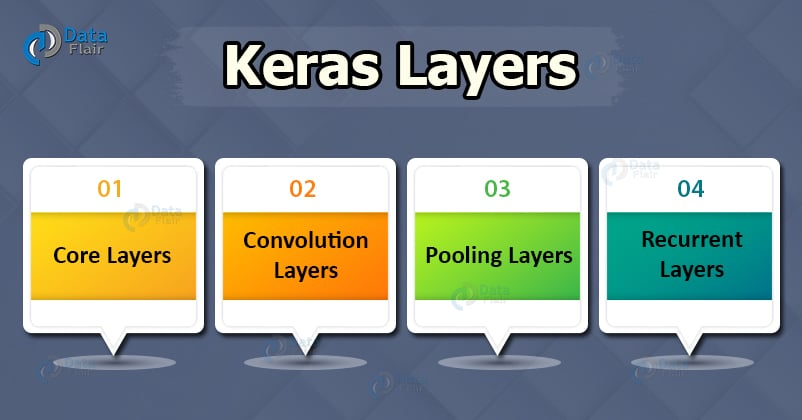 Data
Flair
Keras Layers
01
Core Layers
02
Convolution
Layers
03
Pooling Layers
04
Recurrent
Layers